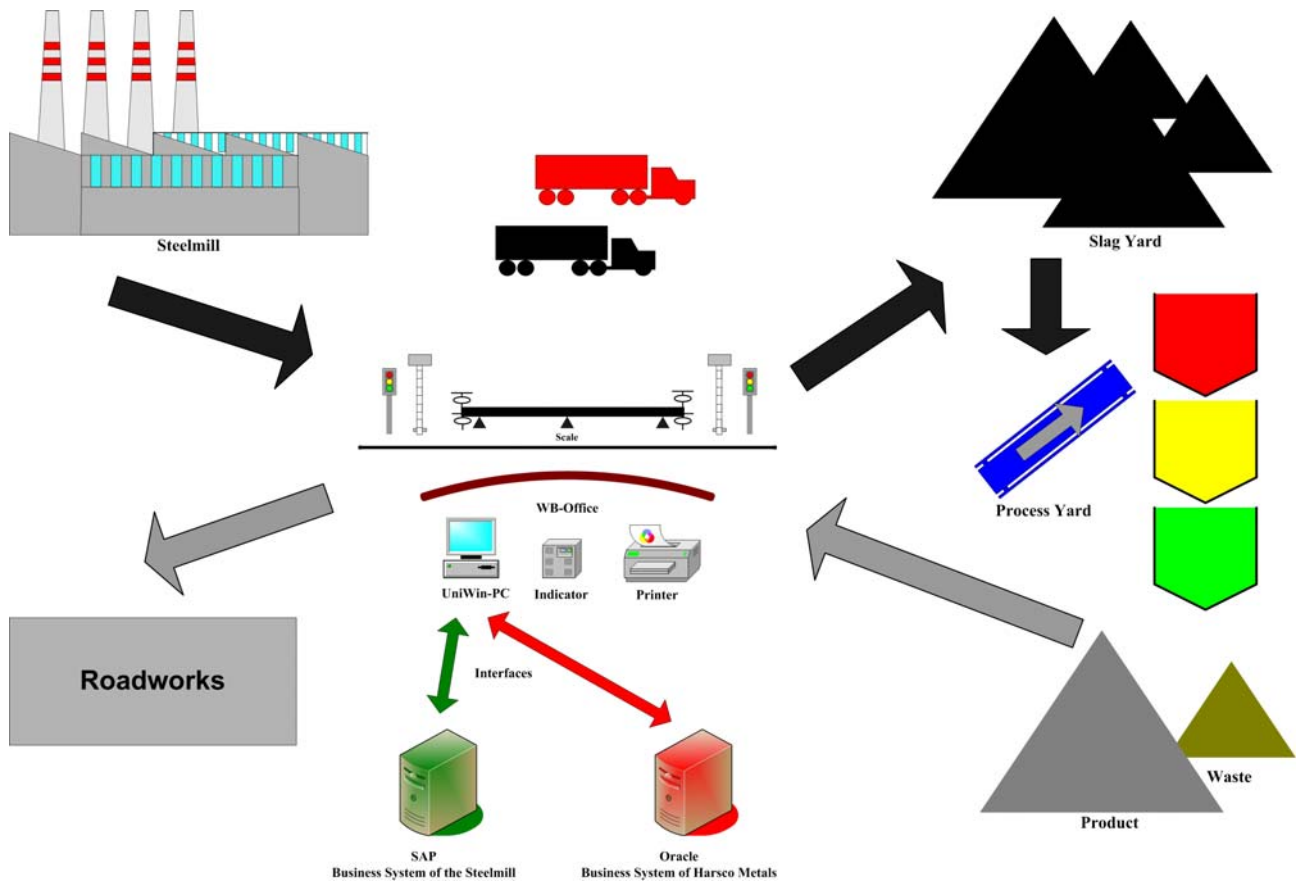 Steelmill
Slag Yard
Scale
Process Yard
WB-Office
UniWin-PC
Indicator
Printer
Interfaces
Roadworks
Waste
Product
SAP
Business System of the Steelmill
Oracle
Business System of Harsco Metals